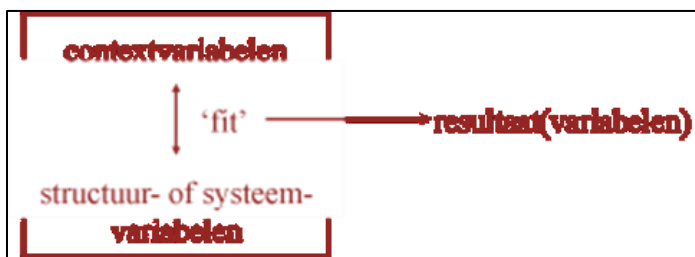 contextvariabelen
‘fit’
resultaat(variabelen)
structuur- of systeem-
variabelen